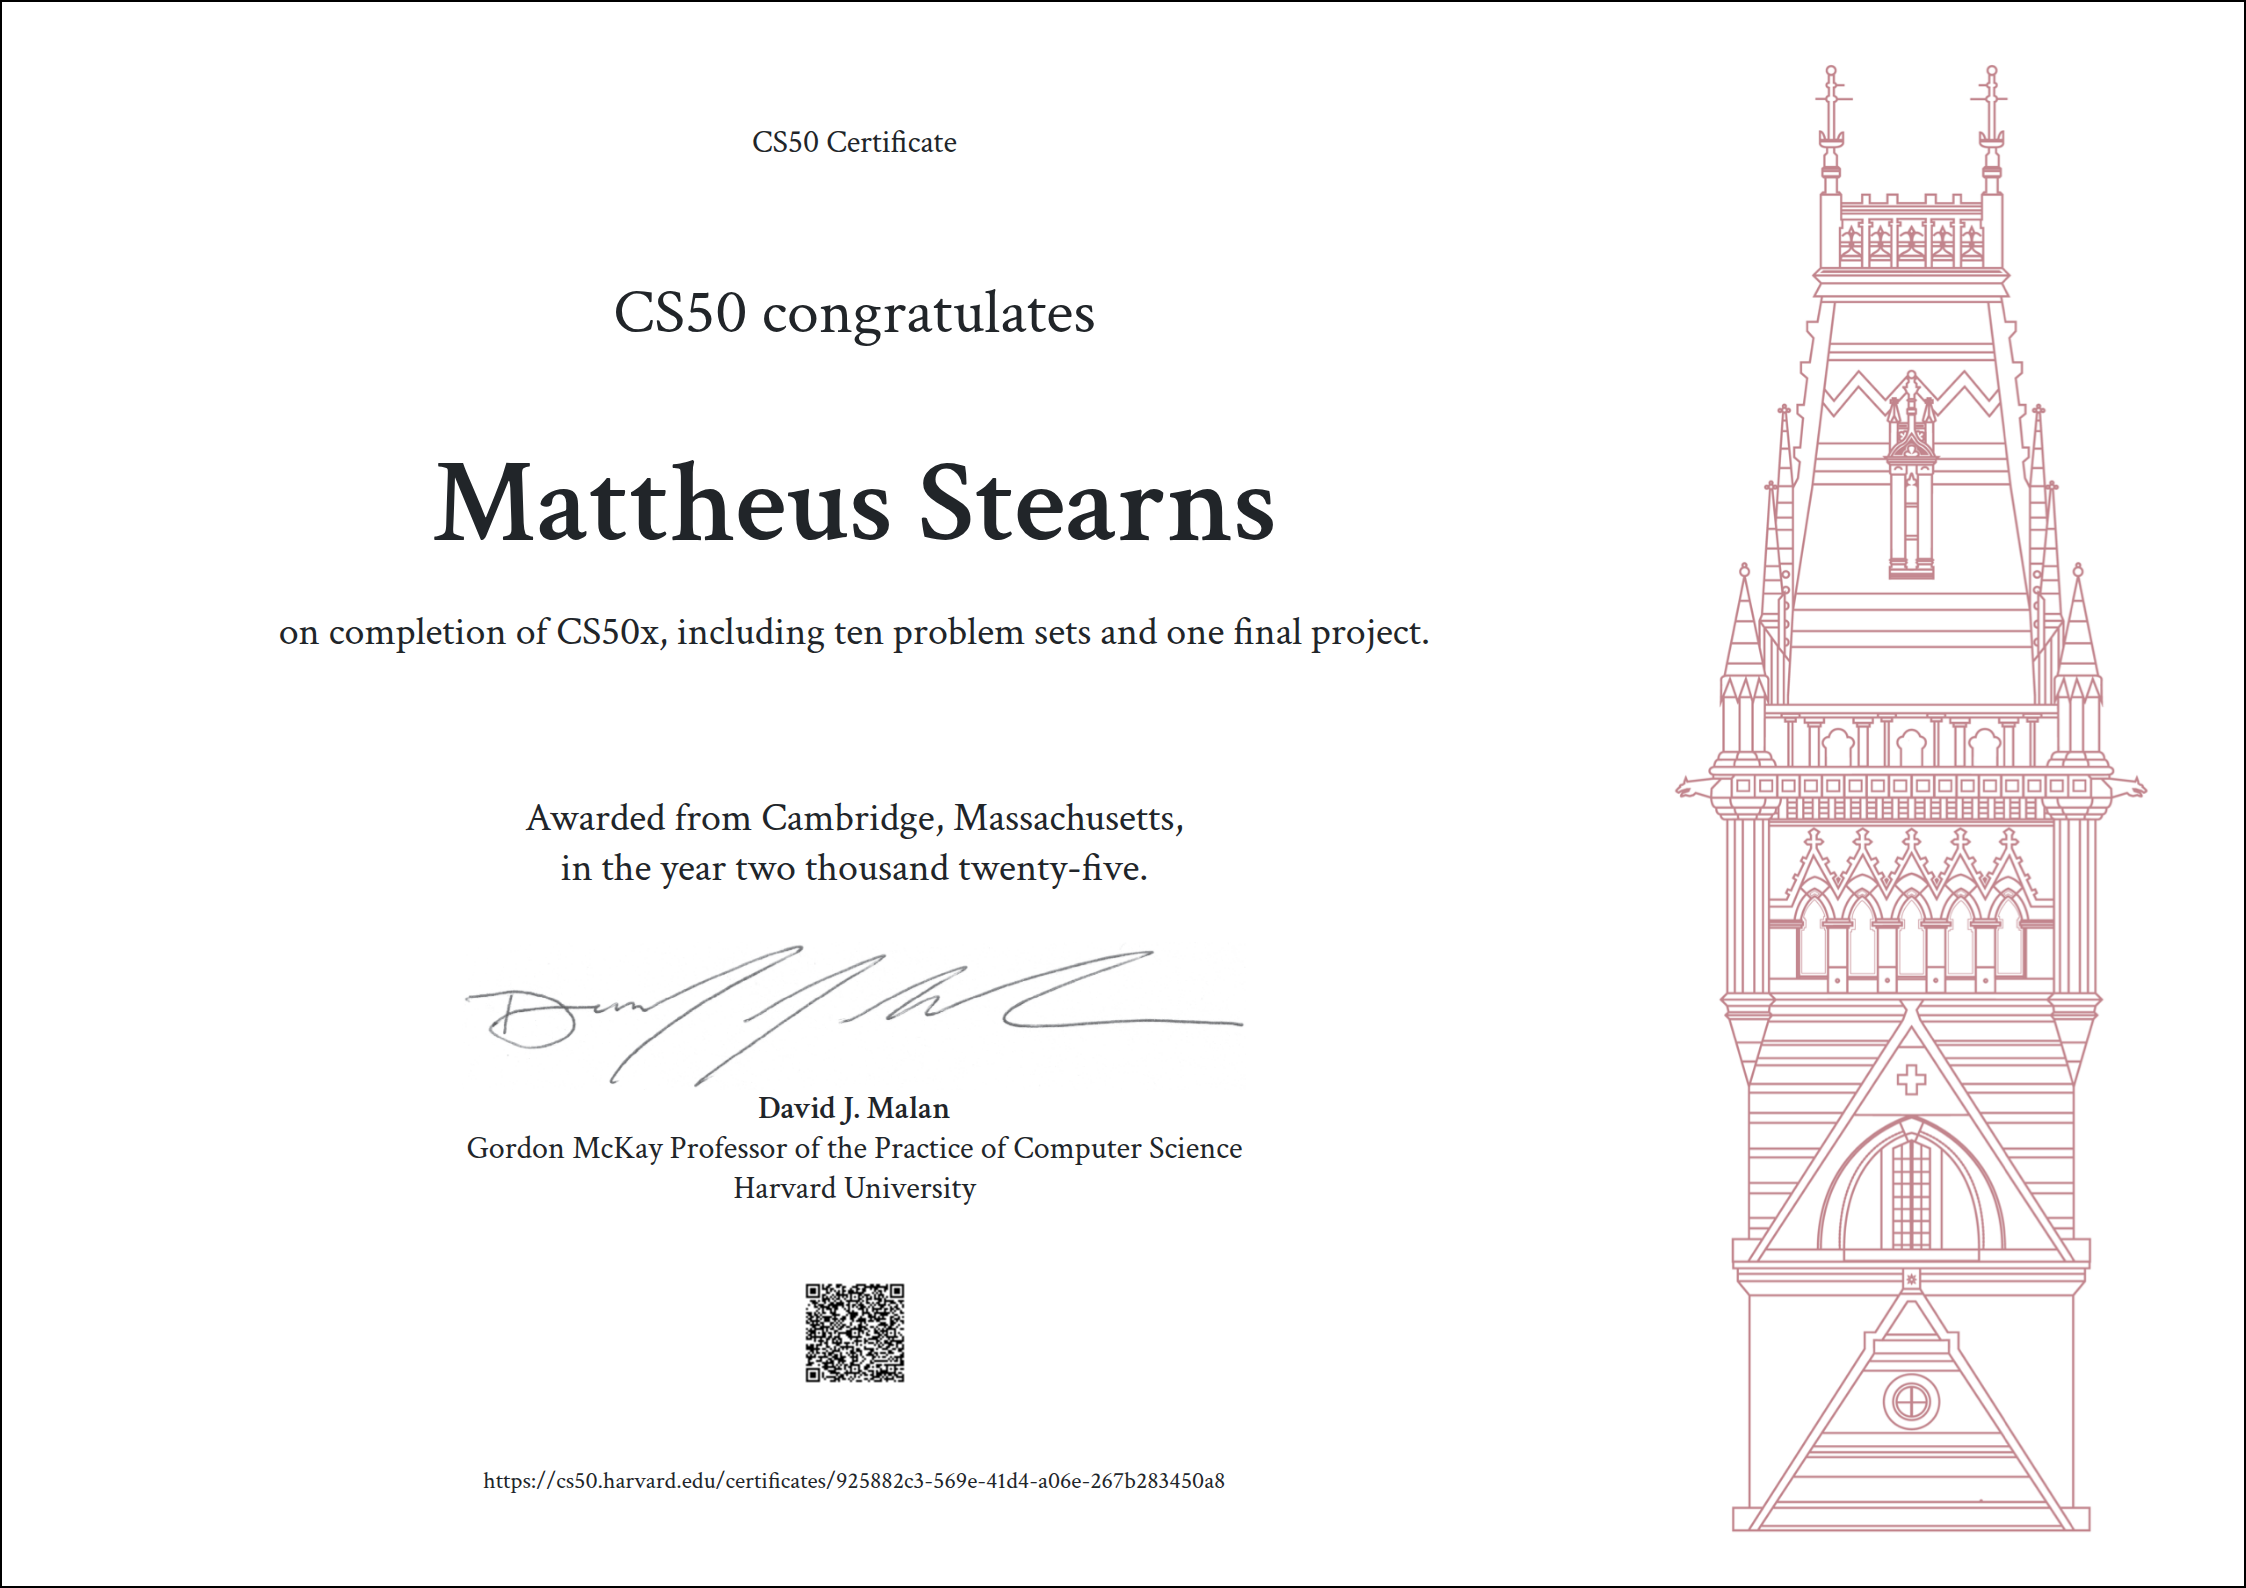 CS50 Certificate
CS50 congratulates
Mattheus Stearns
on completion of CS50x, including ten problem sets and one final project.
Awarded from Cambridge, Massachusetts,
in the year two thousand twenty-five.
David J. Malan
Gordon McKay Professor of the Practice of Computer Science
Harvard University
https://cs50.harvard.edu/certificates/925882c3-569e-41d4-a06e-267b283450a8